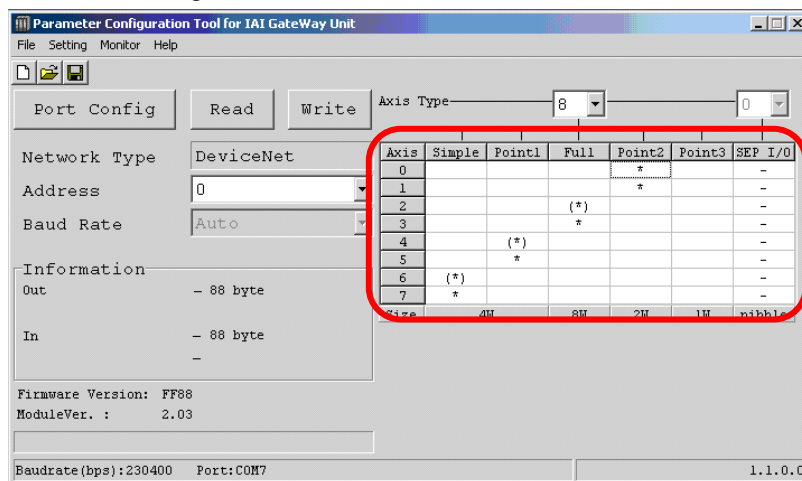 Parameter Configuration Tool for IAI GateWay Unit
File Setting Monitor Help
Port Config Read Write Axis Type 8 0
Network Type DeviceNet
Address 0
Baud Rate Auto
Axis Simple Point1 Full Point2 Point3 SEP I/O
0 * -
1 * -
2 (*) -
3 * -
4 (*) -
5 * -
6 (*) -
7 * -
Size 4W 8W 2W 1W nibble
Information
Out - 88 byte
In - 88 byte
-
Firmware Version: FF88
ModuleVer. : 2.03
Baudrate(bps):230400 Port:COM7 1.1.0.0